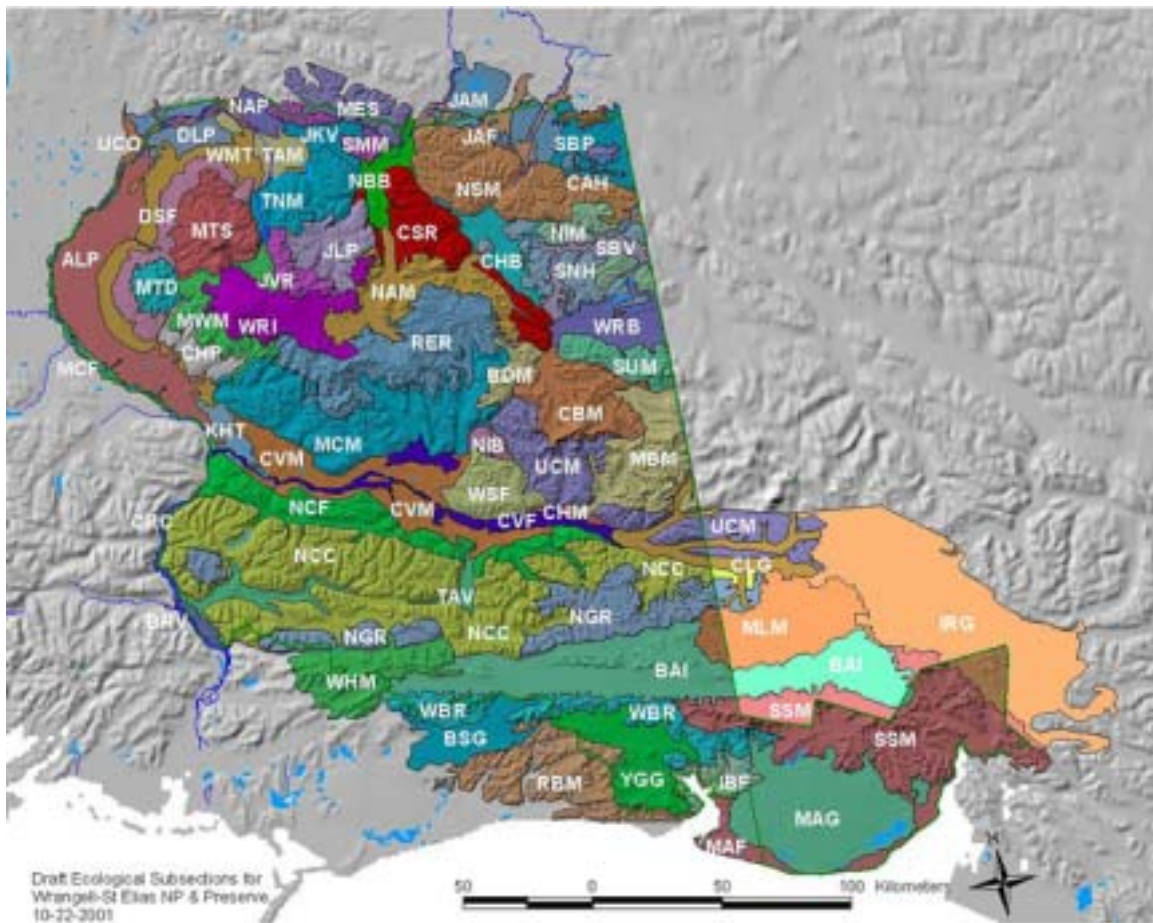 NAP
MES
JAM
UCO
DLP
JKV
SMM
JAF
SBP
WMT
TAM
NBB
NSM
CAH
TNM
DSF
MTS
CSR
NIM
ALP
JLP
CHB
SBV
SNH
JVR
MTD
NAM
MWM
WRI
WRB
RER
CHP
SUM
MCF
BDM
CBM
KHT
MCM
NIB
CVM
UCM
MBM
WSF
NCF
CVM
CVF
CHM
CRC
UCM
NCC
NCC
CLG
TAV
BRV
NGR
NGR
NCC
MLM
IRG
BAI
BAI
WHM
WBR
WBR
SSM
BSG
SSM
RBM
YGG
IBF
MAG
MAF
N
Draft Ecological Subsections for
Wrangell-St Elias NP & Preserve
10-22-2001
50 0 50 100 Kilometers